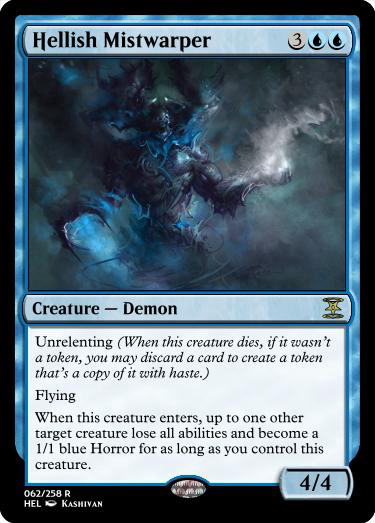 Hellish Mistwarper 3
Creature — Demon
Unrelenting (When this creature dies, if it wasn't
a token, you may discard a card to create a token
that's a copy of it with haste.)
Flying
When this creature enters, up to one other
target creature lose all abilities and become a
1/1 blue Horror for as long as you control this
creature.
4/4
062/258 R
HEL Kashivan